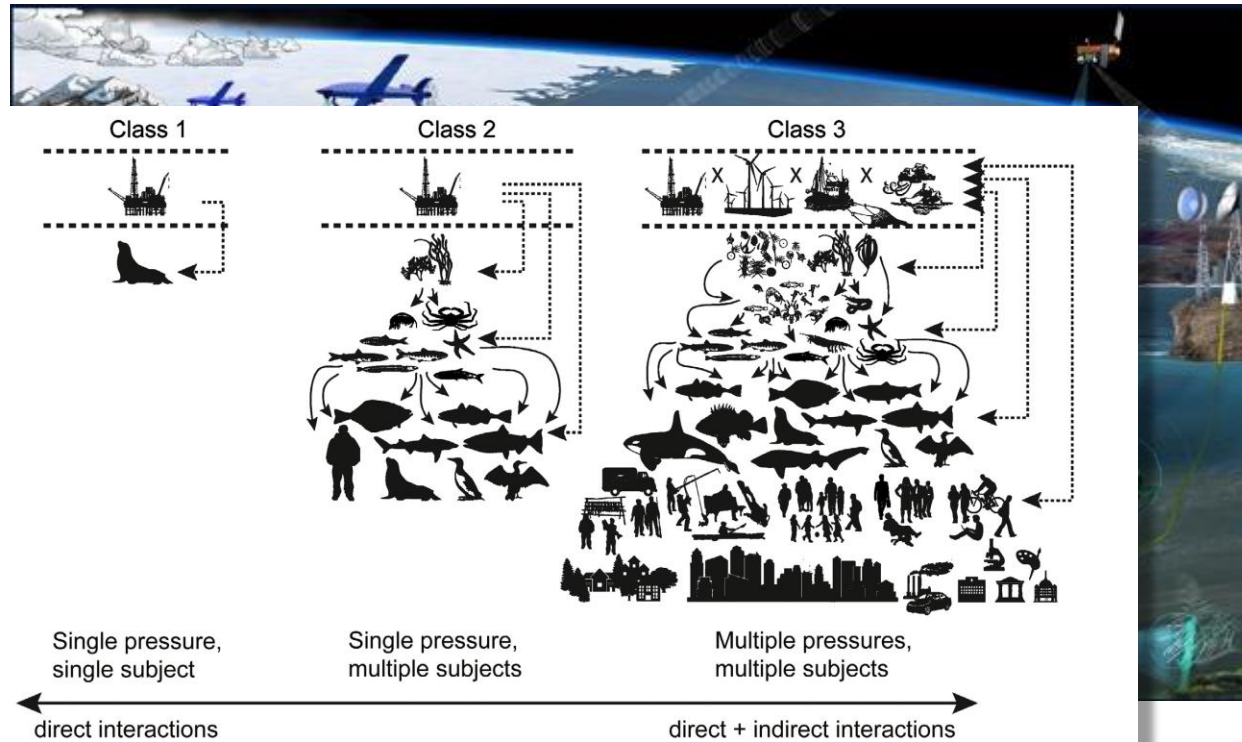 Class 1
Class 2
Class 3
X X X
Single pressure,
single subject
Single pressure,
multiple subjects
Multiple pressures,
multiple subjects
direct interactions
direct + indirect interactions